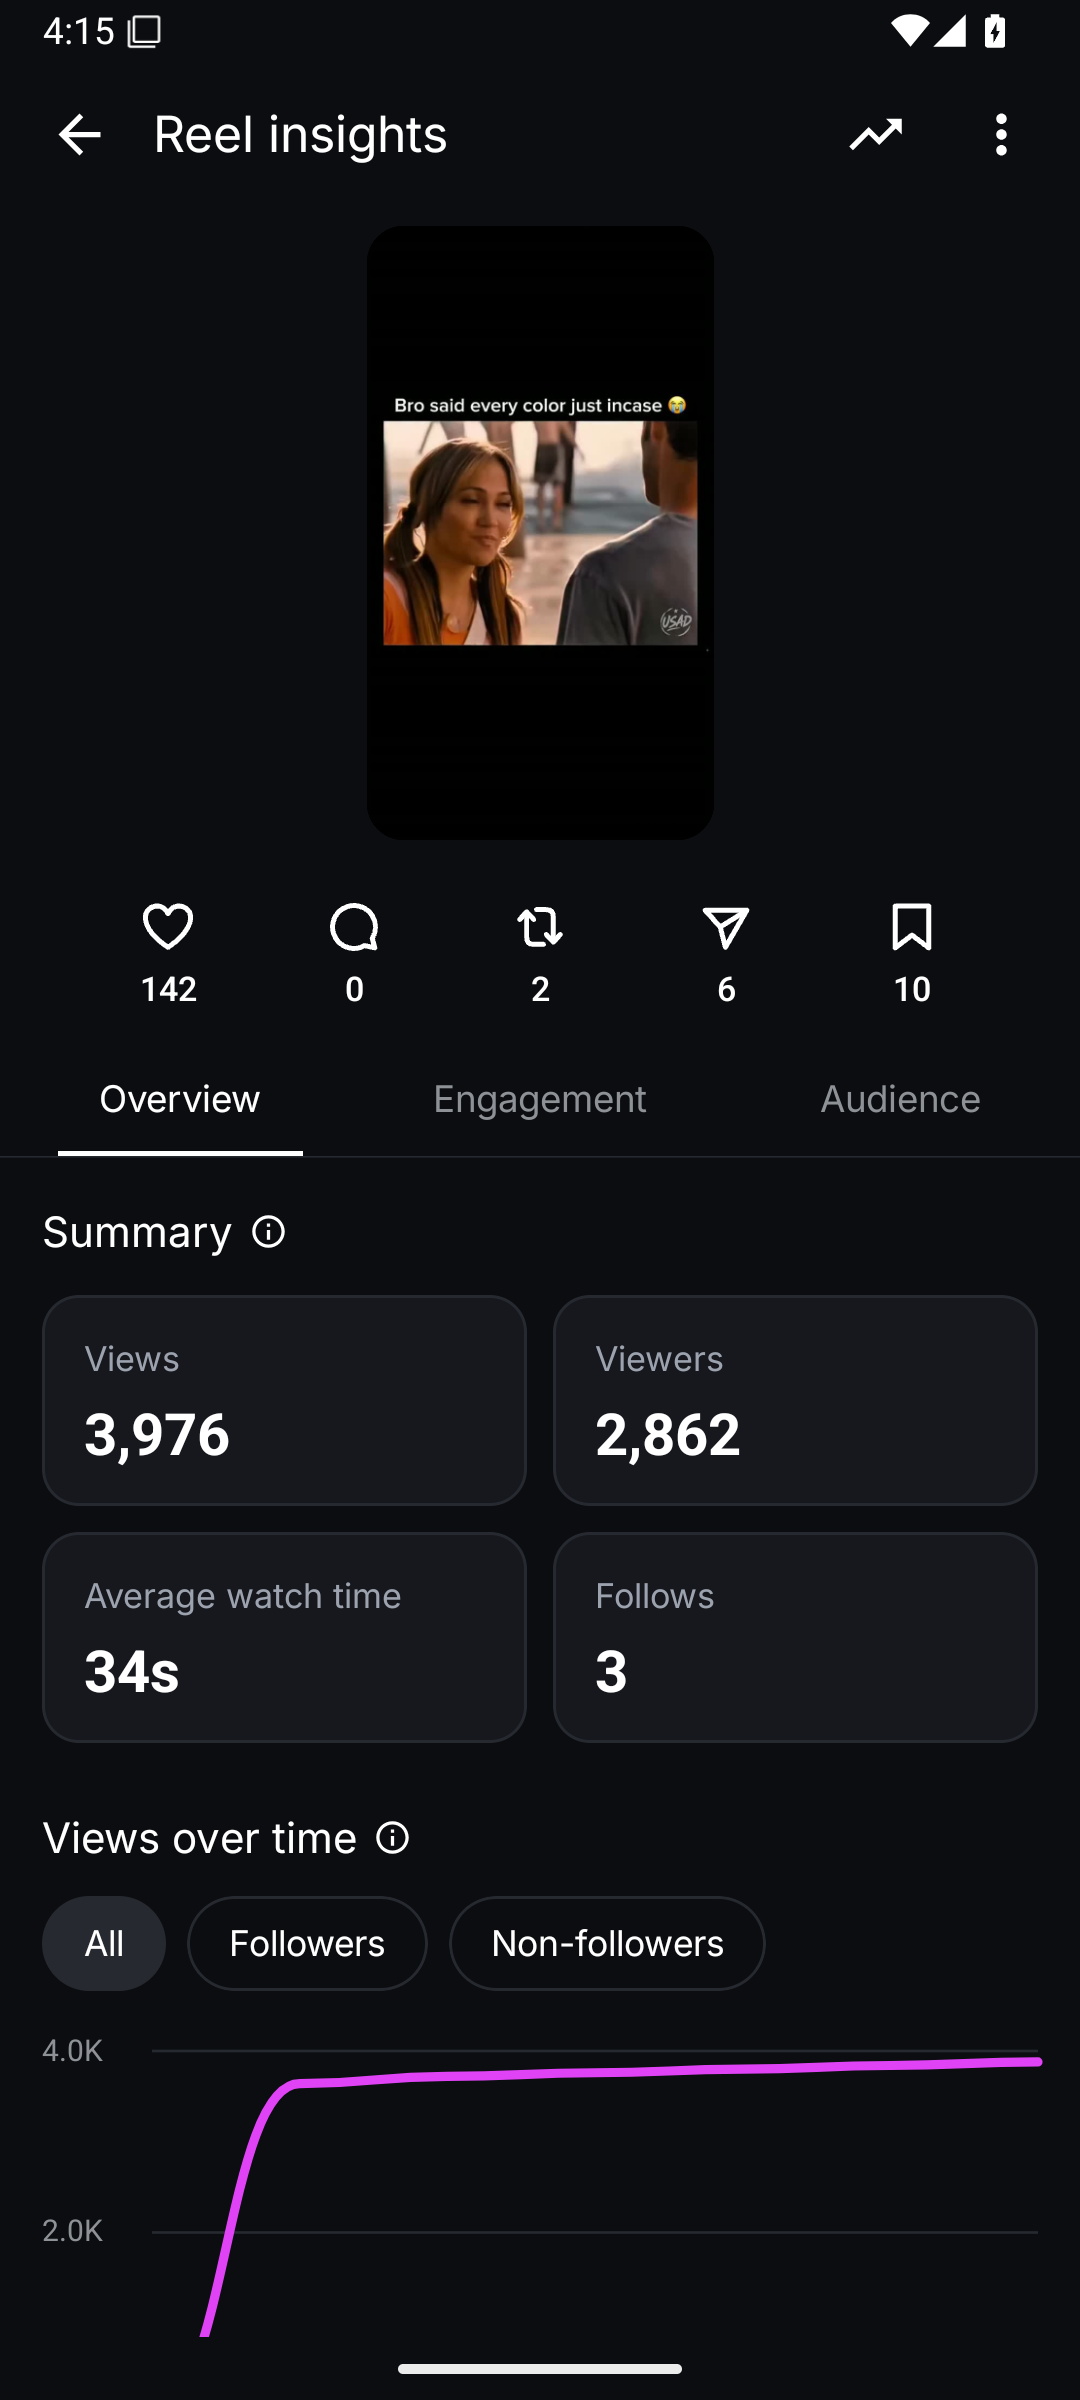 4:15
Reel insights
Bro said every color just incase 😭
USAD
142
0
2
6
10
Overview
Engagement
Audience
Summary
Views
Viewers
3,976
2,862
Average watch time
Follows
34s
3
Views over time
All
Followers
Non-followers
4.0K
2.0K